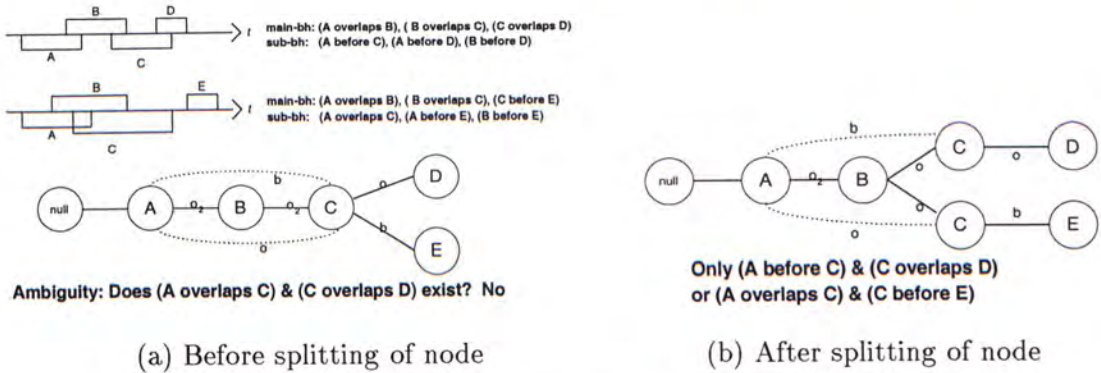 B
D
A
C
t
main-bh: (A overlaps B), ( B overlaps C), (C overlaps D)
sub-bh: (A before C), (A before D), (B before D)
B
E
A
C
t
main-bh: (A overlaps B), ( B overlaps C), (C before E)
sub-bh: (A overlaps C), (A before E), (B before E)
b
null
A
o₂
B
o₂
C
o
D
b
E
o
Ambiguity: Does (A overlaps C) & (C overlaps D) exist? No
(a) Before splitting of node
b
null
A
o₂
B
o
C
o
D
o
C
b
E
o
Only (A before C) & (C overlaps D)
or (A overlaps C) & (C before E)
(b) After splitting of node